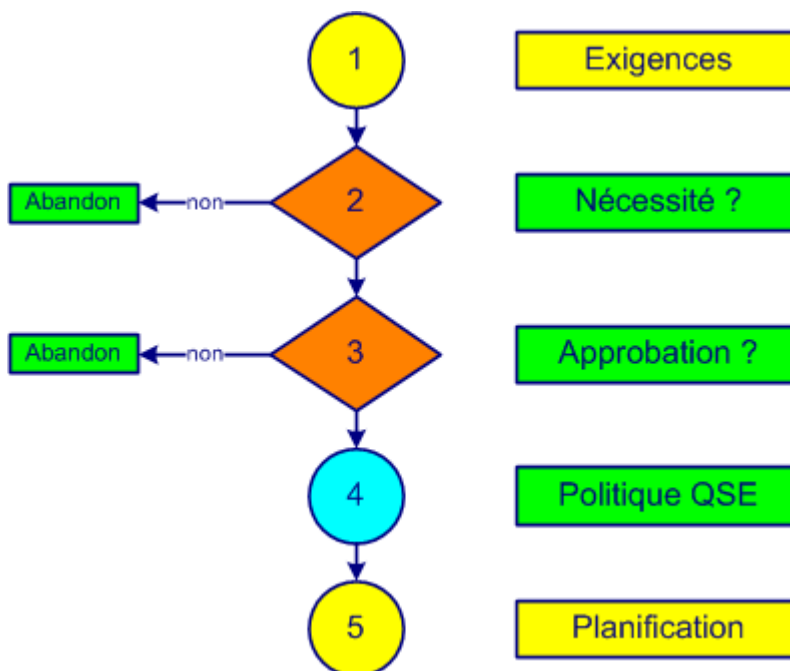 1
Exigences
Abandon
non
2
Nécessité ?
Abandon
non
3
Approbation ?
4
Politique QSE
5
Planification